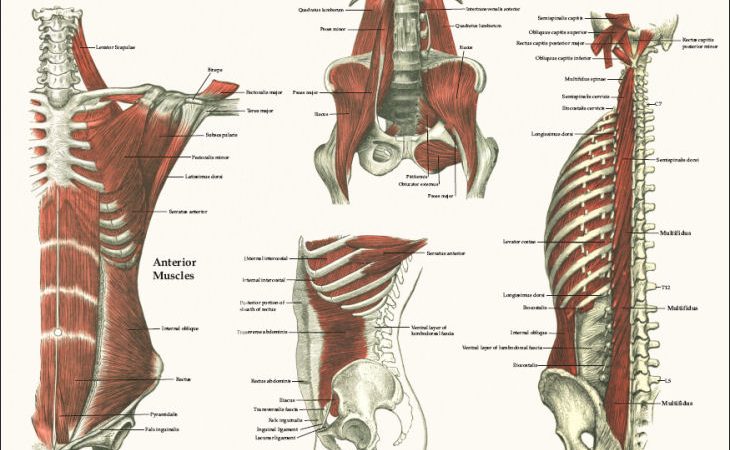 Levator Scapulae
Biceps
Pectoralis major
Teres major
Subscapularis
Pectoralis minor
Latissimus dorsi
Serratus anterior
Anterior
Muscles
Internal oblique
Rectus
Pyramidalis
Falx inguinalis
Quadratus lumborum
Psoas minor
Psoas major
Iliacus
Intertransversalis anterior
Quadratus lumborum
Iliacus
Piriformis
Obturator externus
Psoas major
External intercostal
Internal intercostal
Posterior portion of
sheath of rectus
Transversus abdominis
Rectus abdominis
Iliacus
Transversalis fascia
Falx inguinalis
Inguinal ligament
Lacunar ligament
Serratus anterior
Ventral layer of
lumbodorsal fascia
Semispinalis capitis
Obliquus capitis superior
Rectus capitis posterior major
Obliquus capitis inferior
Multifidus spinae
Semispinalis cervicis
Iliocostalis cervicis
Longissimus dorsi
Levator costae
Longissimus dorsi
Iliocostalis
Internal oblique
Ventral layer of lumbodorsal fascia
Iliocostalis
Rectus capitis
posterior minor
C7
Semispinalis dorsi
Multifidus
T12
Multifidus
L5
Multifidus